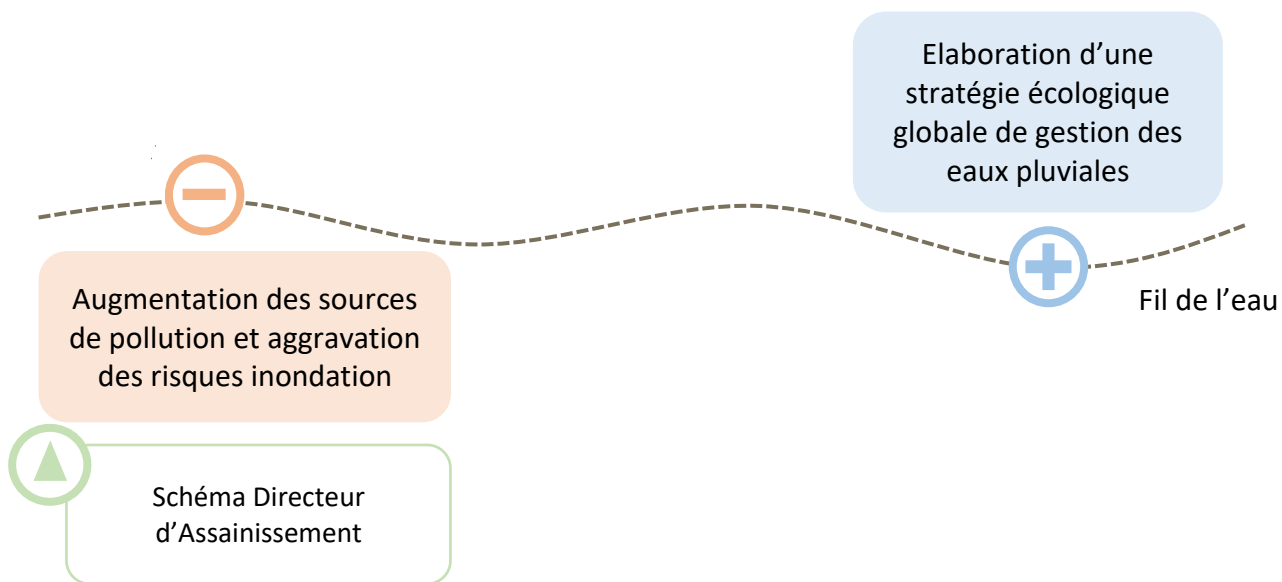 Elaboration d’une
stratégie écologique
globale de gestion des
eaux pluviales
Fil de l’eau
Augmentation des sources
de pollution et aggravation
des risques inondation
Schéma Directeur
d’Assainissement